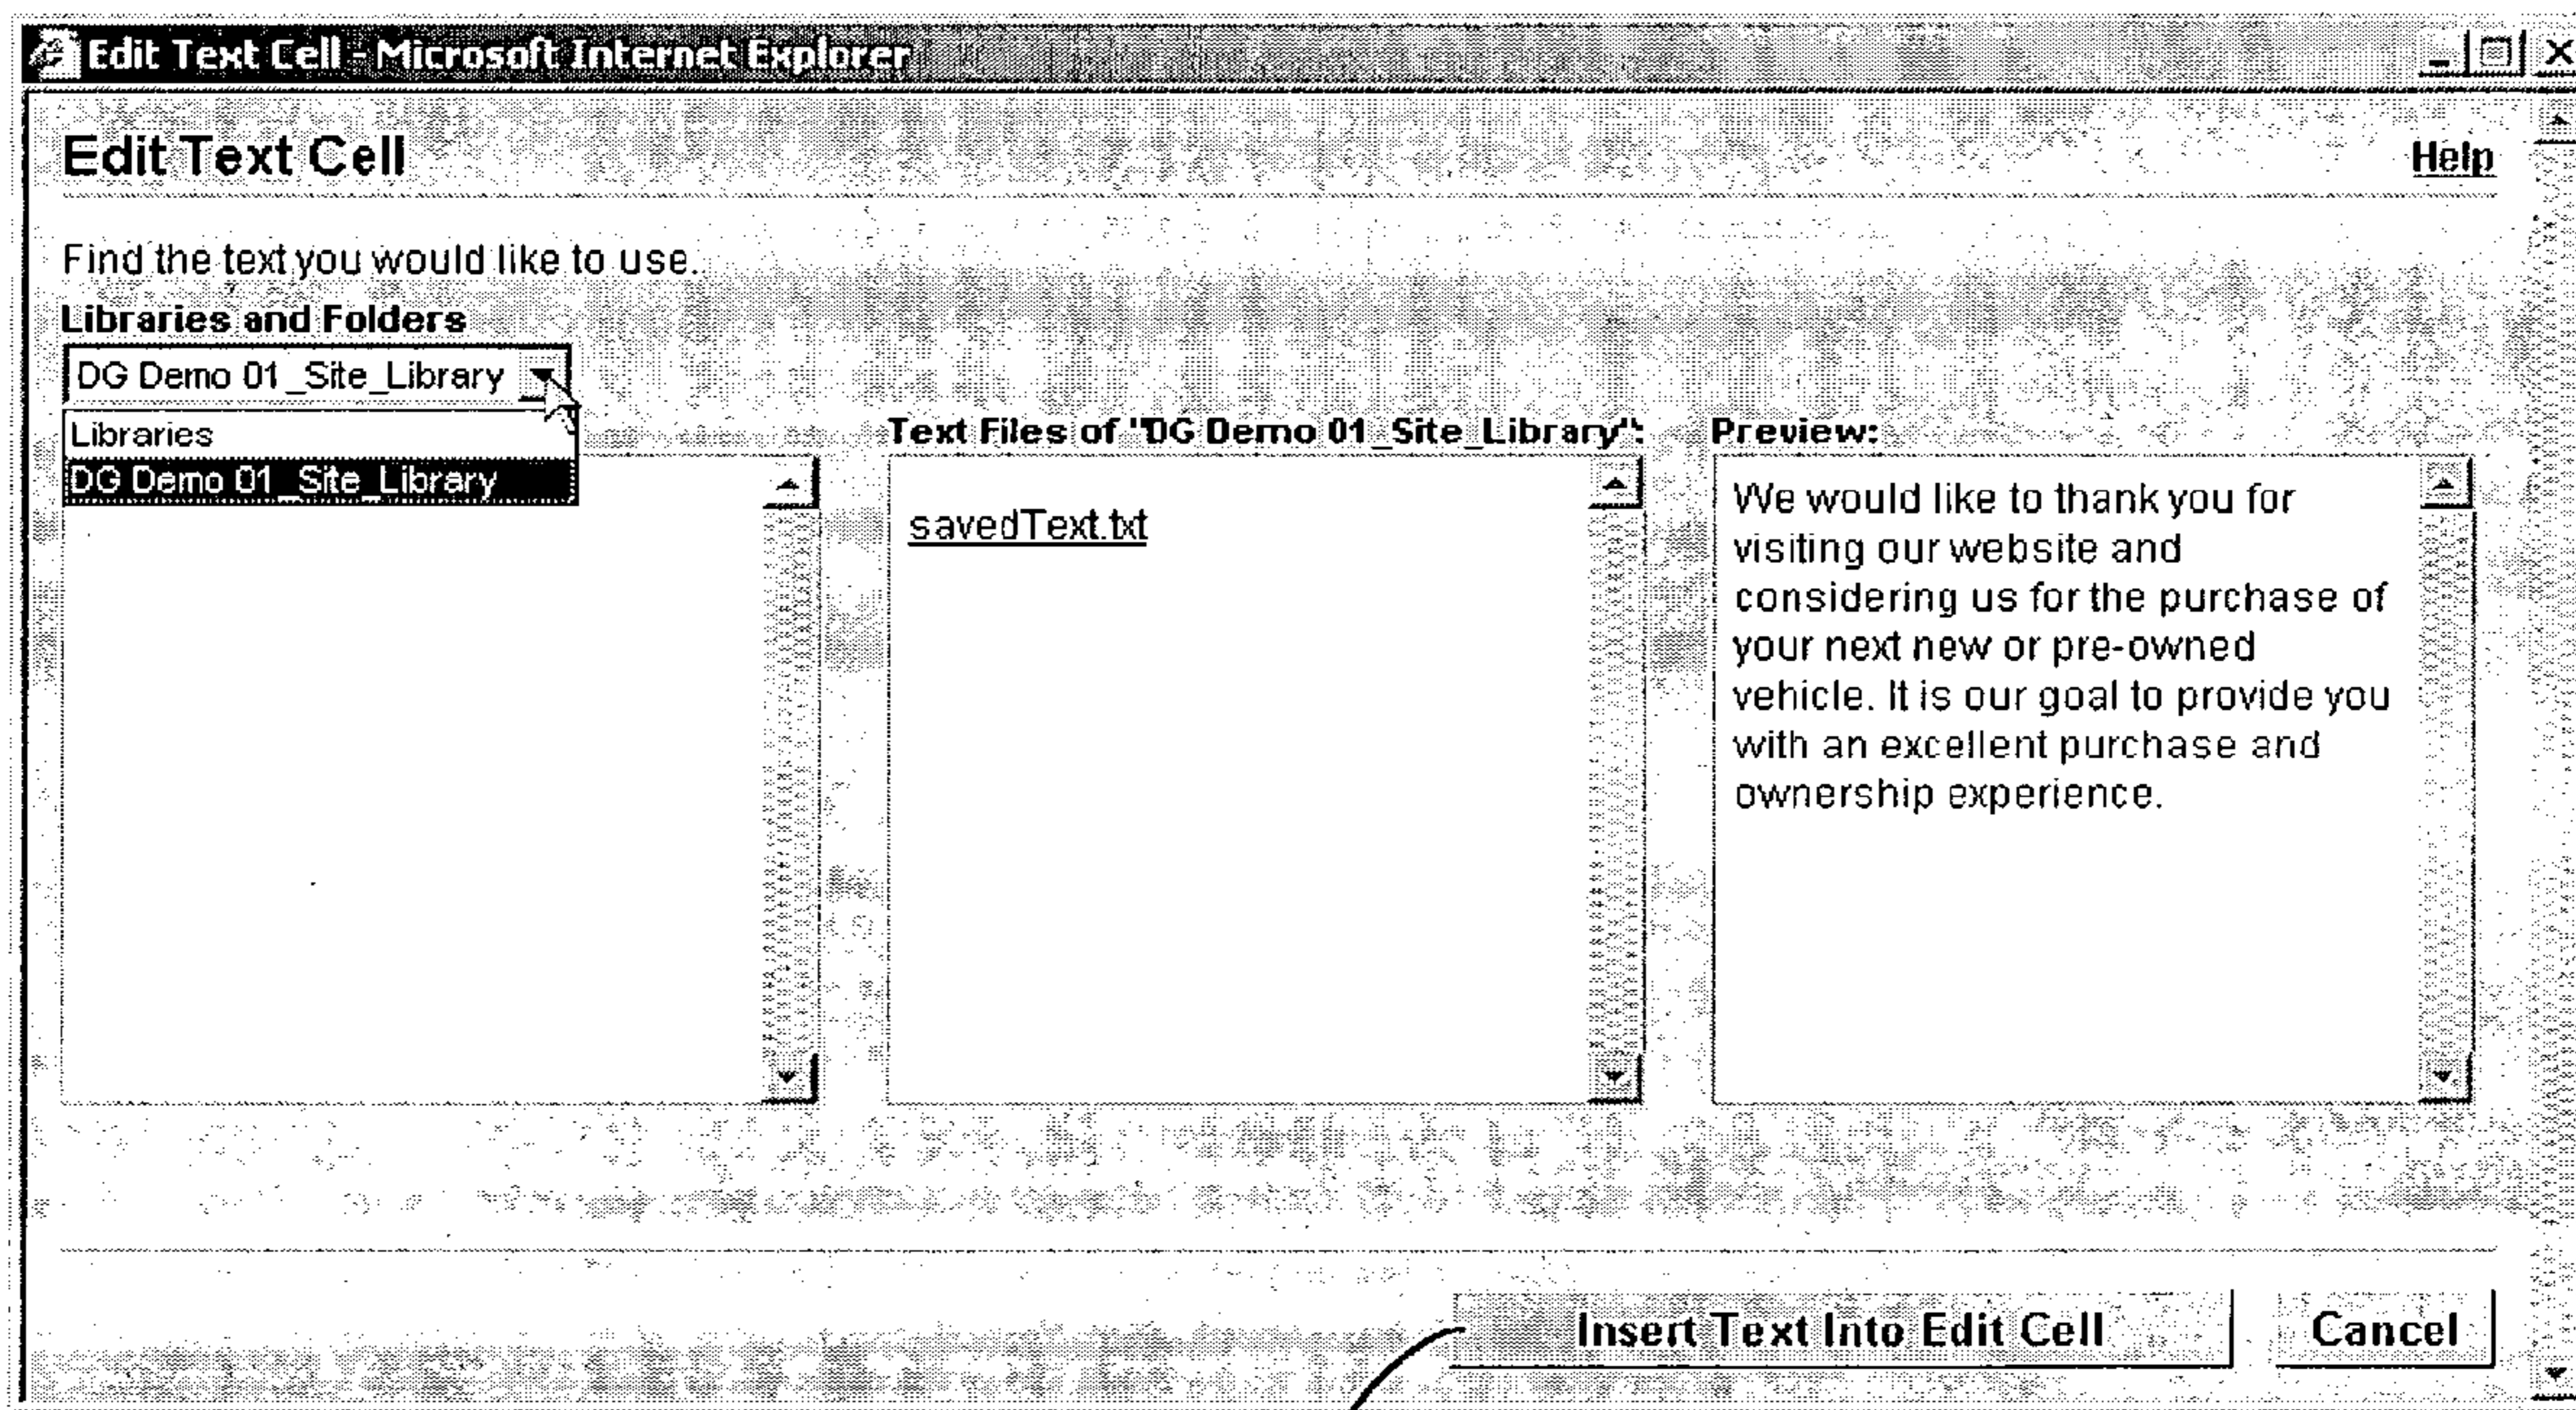 Edit Text Cell - Microsoft Internet Explorer
Edit Text Cell
Help
Find the text you would like to use.
Libraries and Folders
DG Demo 01_Site_Library
Libraries
DG Demo 01_Site_Library
Text Files of "DG Demo 01_Site_Library":
savedText.txt
Preview:
We would like to thank you for
visiting our website and
considering us for the purchase of
your next new or pre-owned
vehicle. It is our goal to provide you
with an excellent purchase and
ownership experience.
Insert Text Into Edit Cell
Cancel